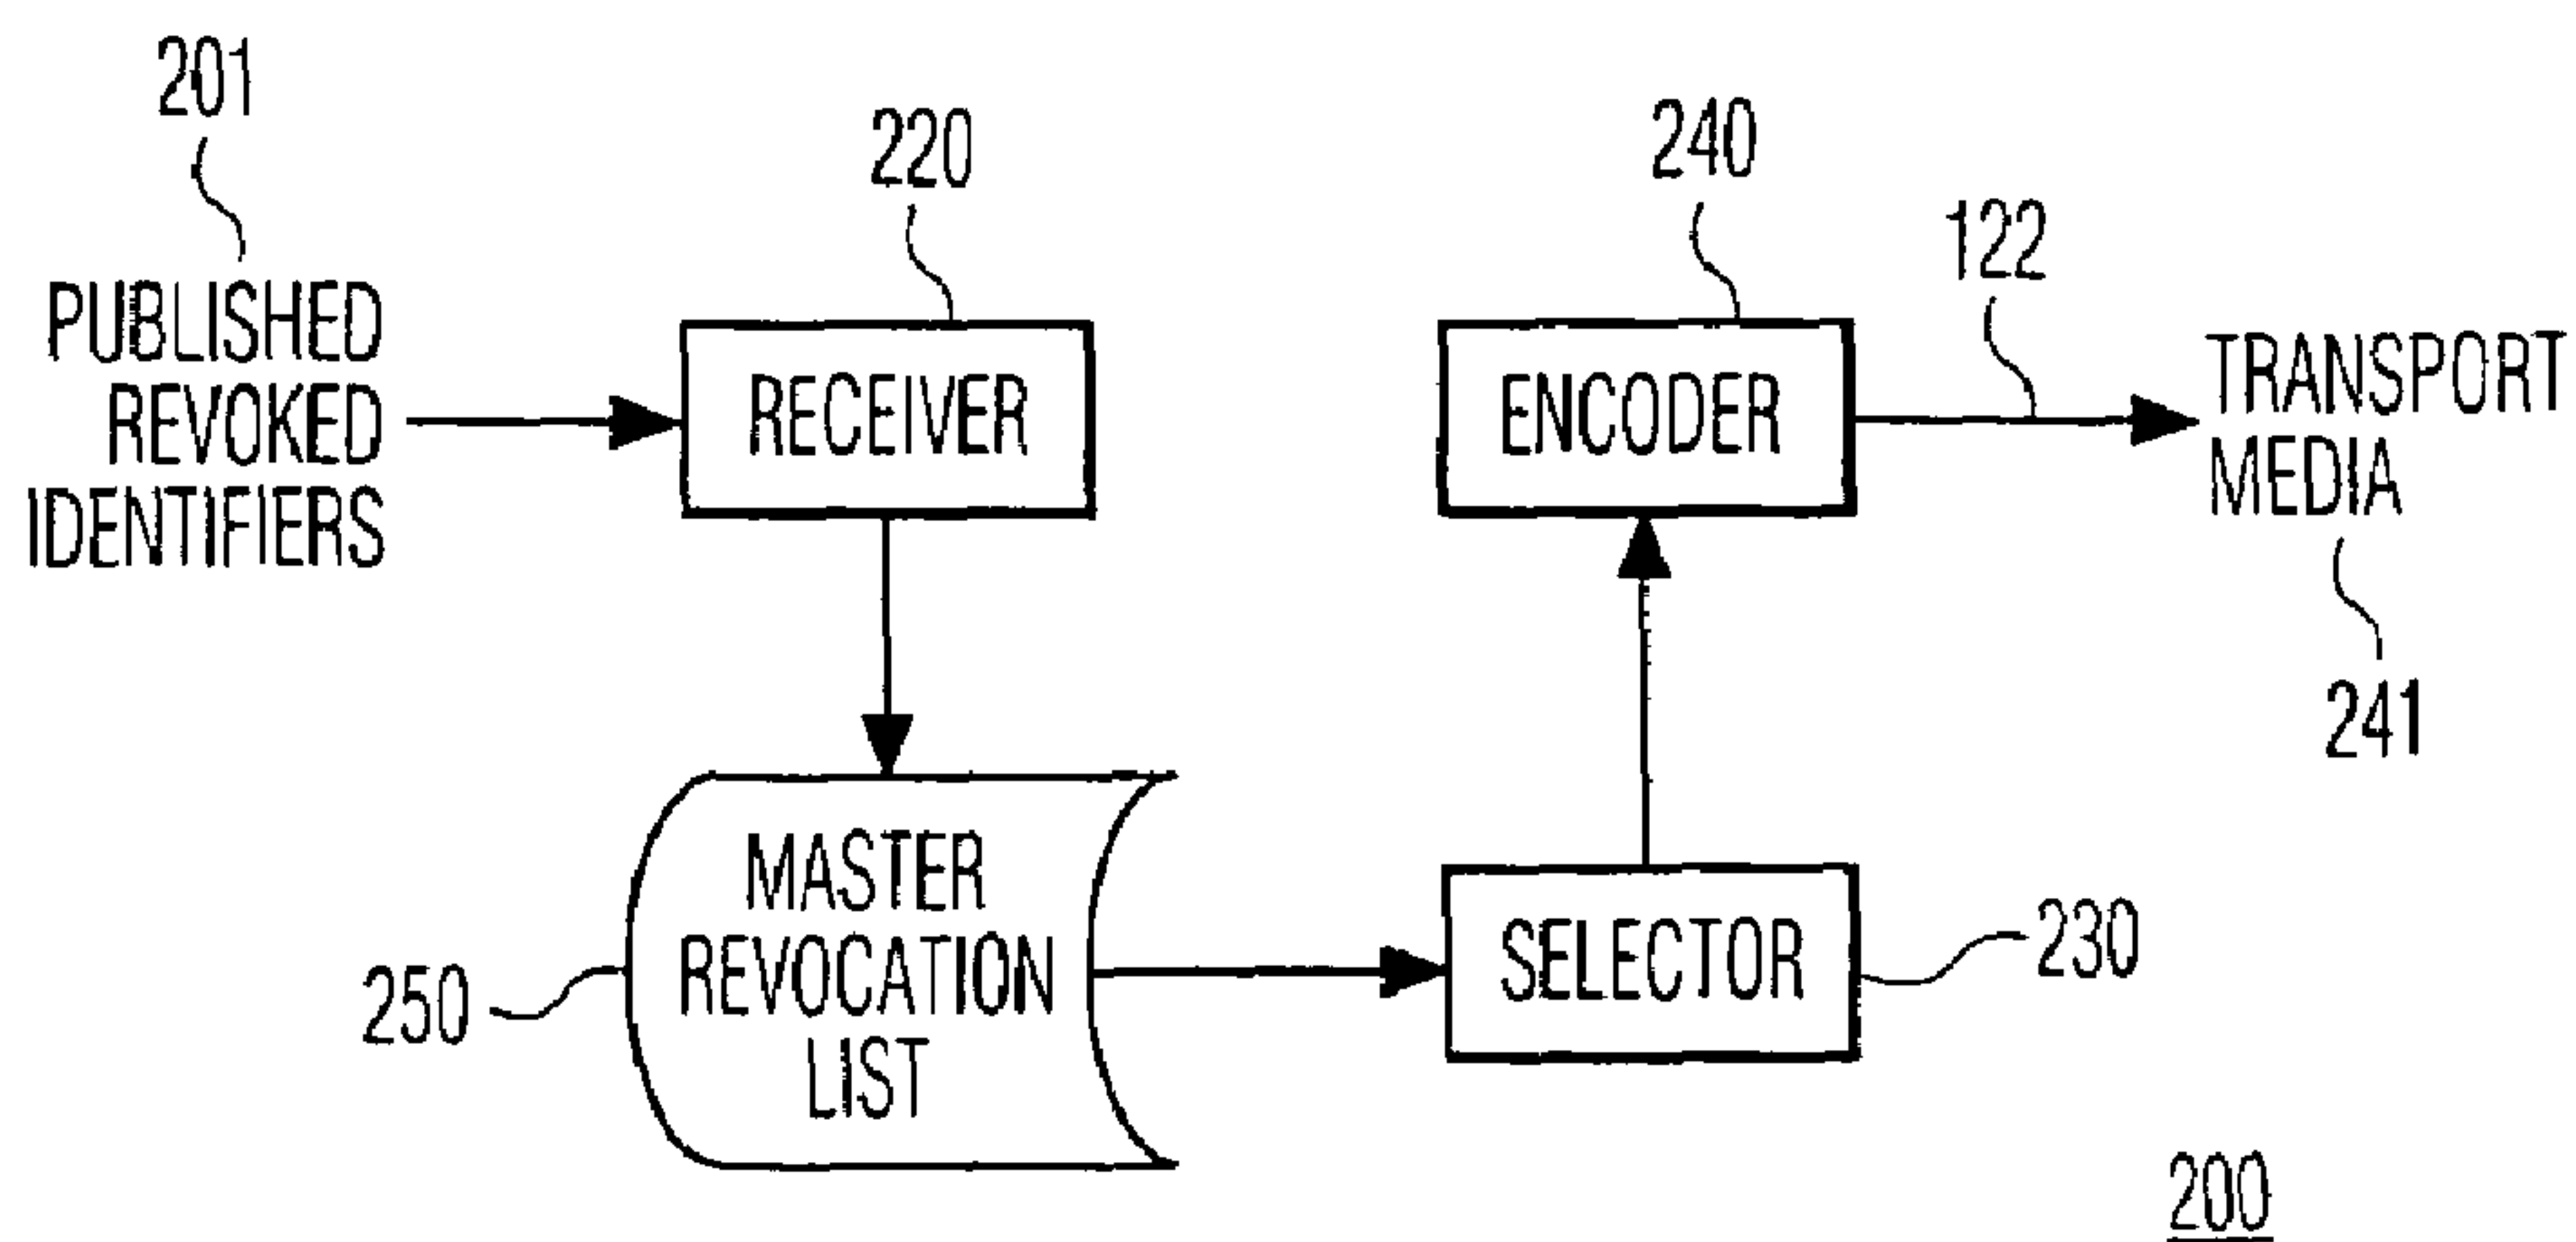 201
PUBLISHED
REVOKED
IDENTIFIERS
220
RECEIVER
240
ENCODER
122
TRANSPORT
MEDIA
241
250
MASTER
REVOCATION
LIST
SELECTOR
230
200